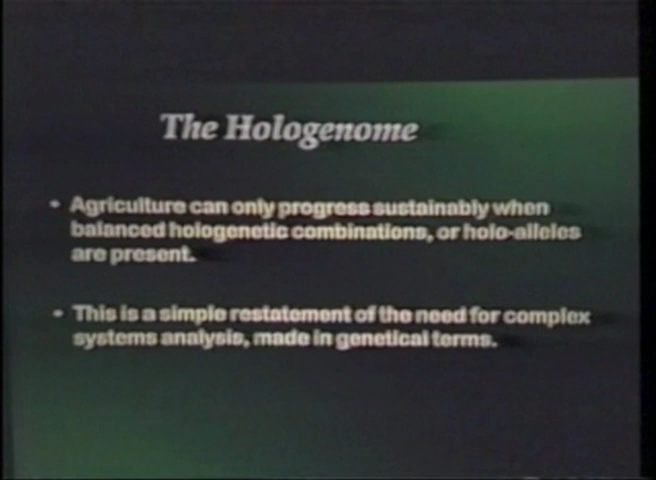 The Hologenome
• Agriculture can only progress sustainably when
balanced hologenetic combinations, or holo-alleles
are present.
• This is a simple restatement of the need for complex
systems analysis, made in genetical terms.